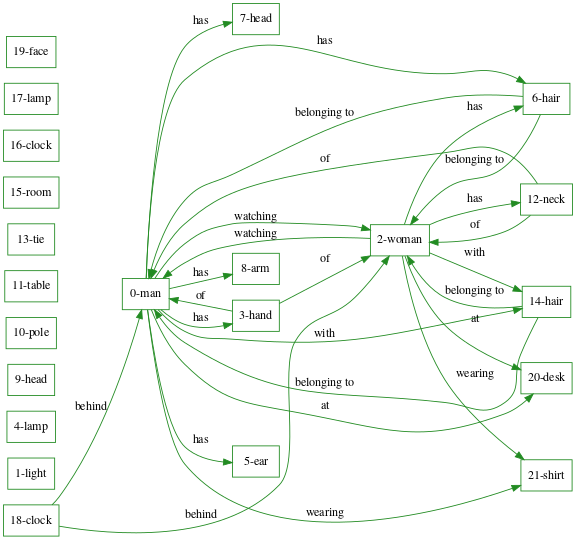 7-head
has
has
19-face
17-lamp
6-hair
has
belonging to
16-clock
of
belonging to
15-room
has
12-neck
watching
of
13-tie
watching
2-woman
with
has
8-arm
of
11-table
0-man
of
belonging to
14-hair
has
3-hand
at
10-pole
with
9-head
wearing
20-desk
belonging to
at
behind
4-lamp
has
5-ear
1-light
21-shirt
18-clock
behind
wearing